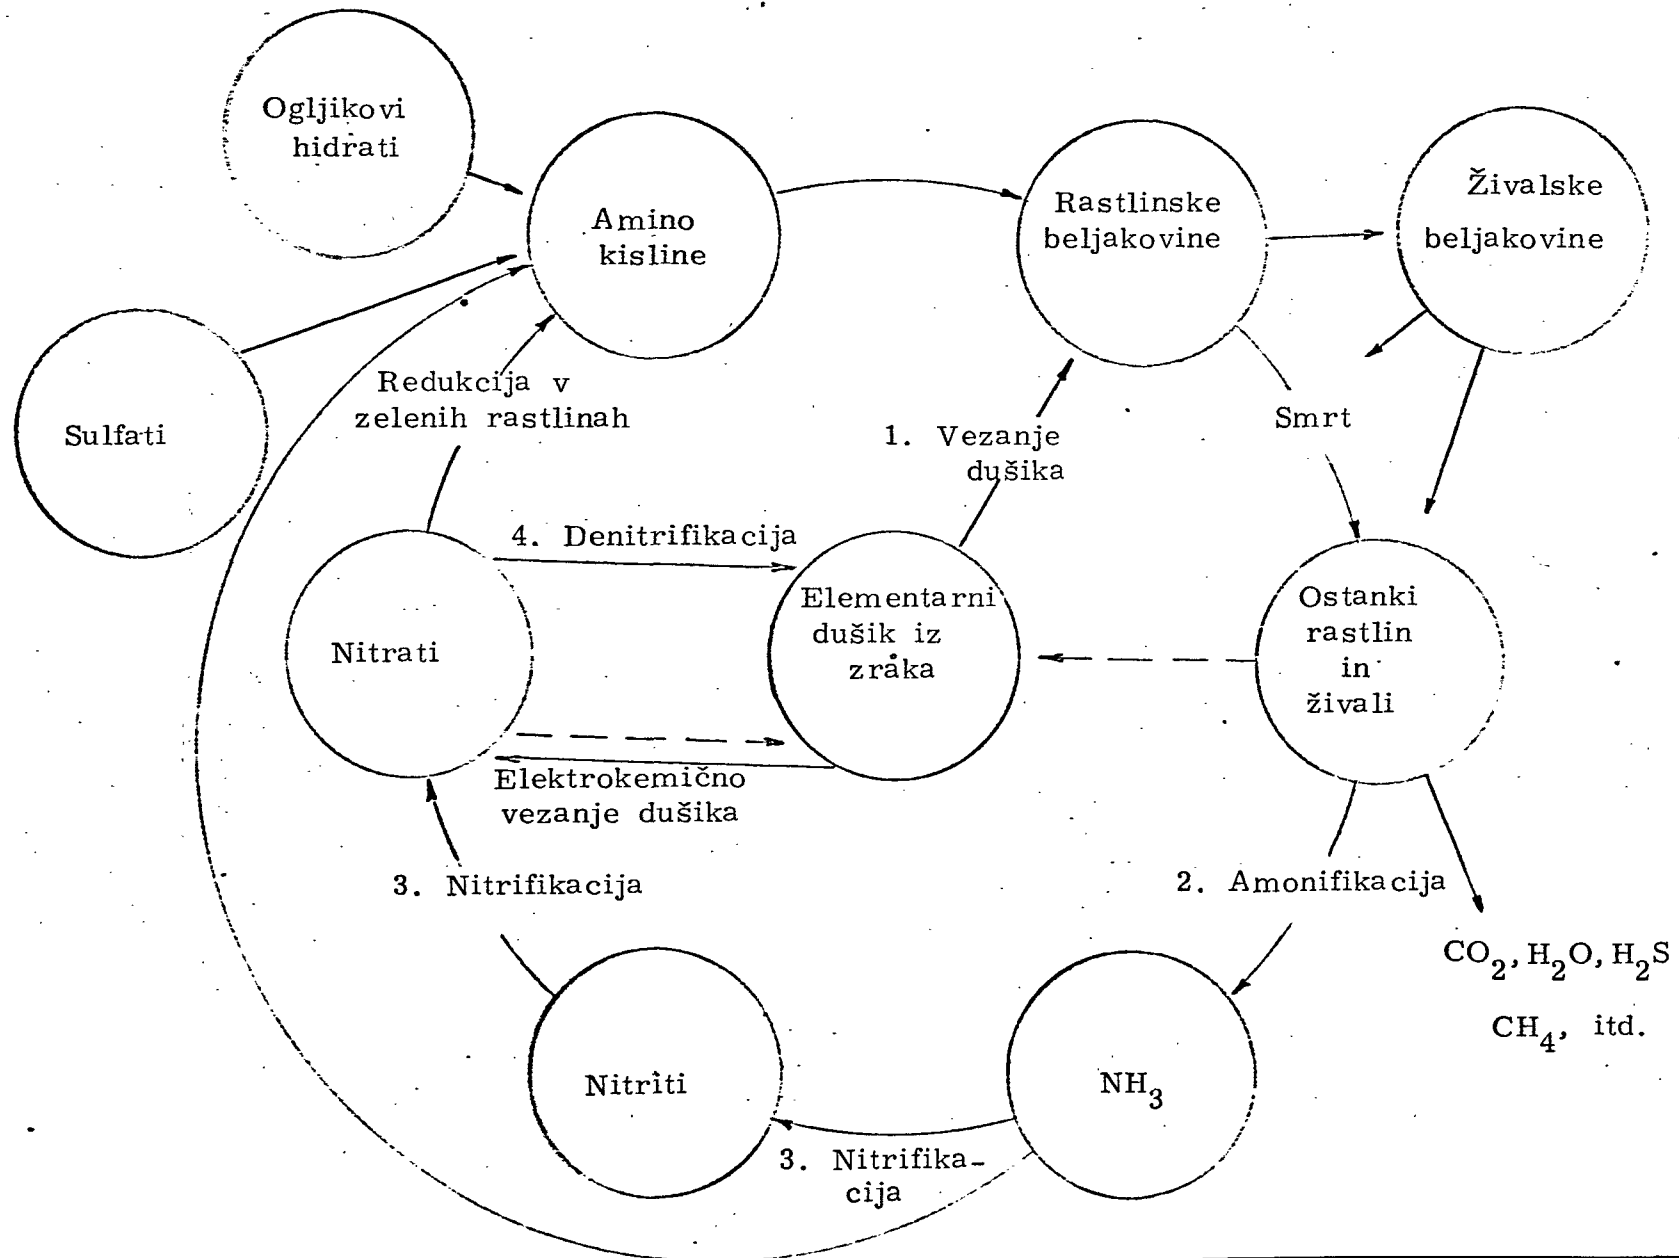 Ogljikovi
hidrati
Amino
kisline
Rastlinske
beljakovine
Živalske
beljakovine
Sulfati
Redukcija v
zelenih rastlinah
1. Vezanje
dušika
Smrt
4. Denitrifikacija
Nitrati
Elementarni
dušik iz
zraka
Ostanki
rastlin
in
živali
Elektrokemično
vezanje dušika
3. Nitrifikacija
2. Amonifikacija
CO2, H2O, H2S
CH4, itd.
Nitriti
NH3
3. Nitrifika-
cija